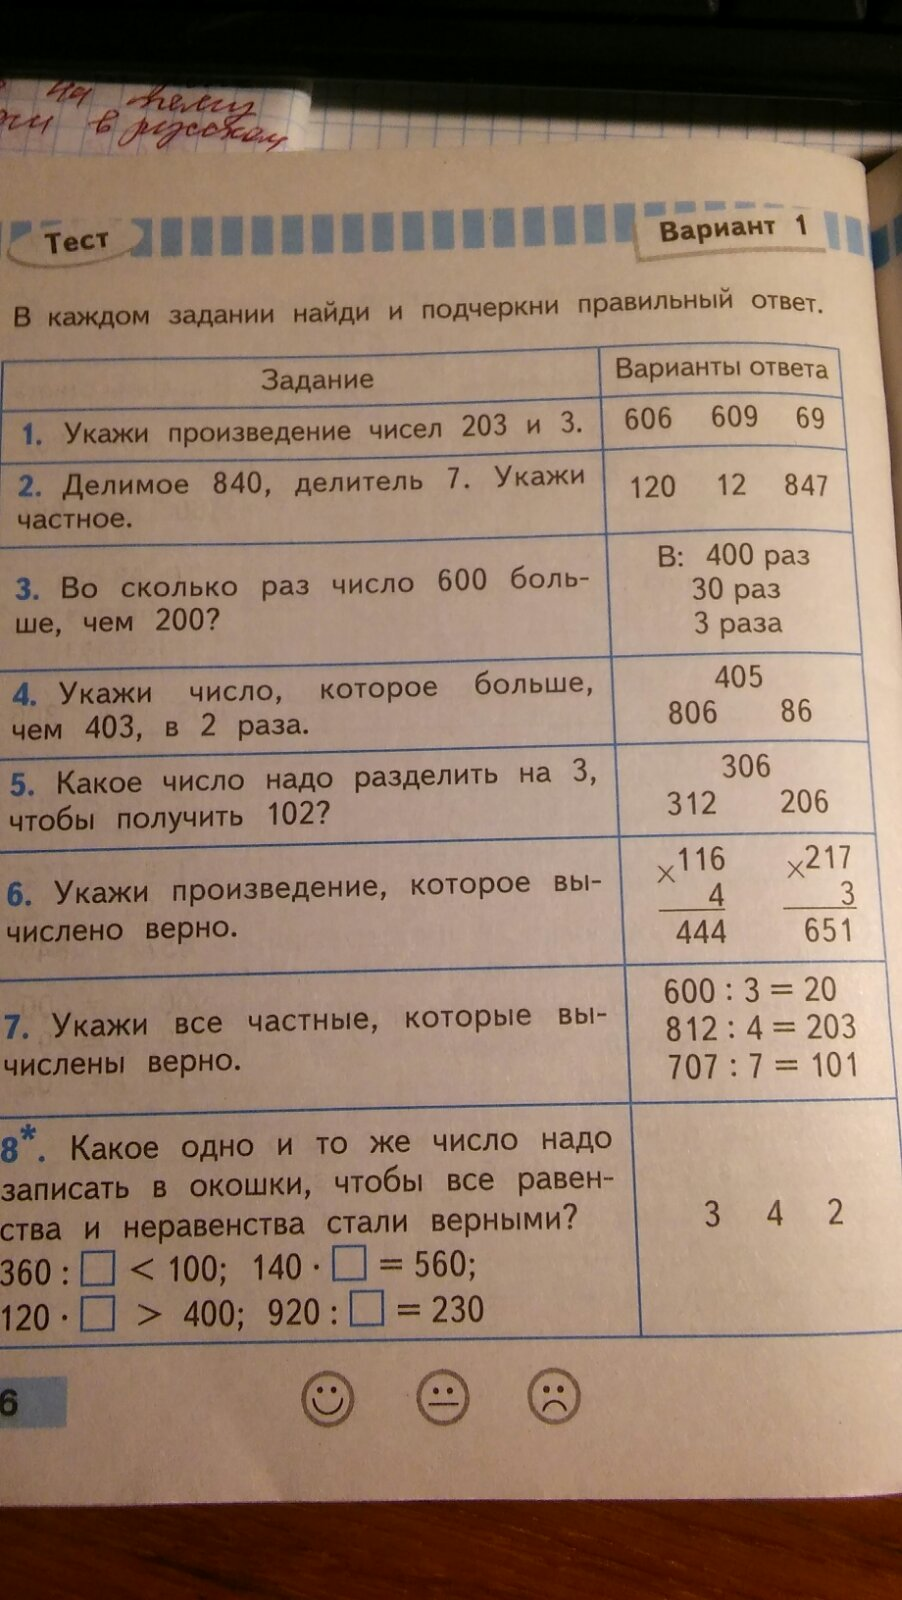 на тему
в русском
Тест
Вариант 1
В каждом задании найди и подчеркни правильный ответ.
Задание
Варианты ответа
1. Укажи произведение чисел 203 и 3.
606 609 69
2. Делимое 840, делитель 7. Укажи
частное.
120 12 847
3. Во сколько раз число 600 боль-
ше, чем 200?
В: 400 раз
30 раз
3 раза
4. Укажи число, которое больше,
чем 403, в 2 раза.
405
806 86
5. Какое число надо разделить на 3,
чтобы получить 102?
306
312 206
6. Укажи произведение, которое вы-
числено верно.
×116 ×217
4 3
444 651
7. Укажи все частные, которые вы-
числены верно.
600 : 3 = 20
812 : 4 = 203
707 : 7 = 101
8*. Какое одно и то же число надо
записать в окошки, чтобы все равен-
ства и неравенства стали верными?
360 : □ < 100; 140 · □ = 560;
120 · □ > 400; 920 : □ = 230
3 4 2
6